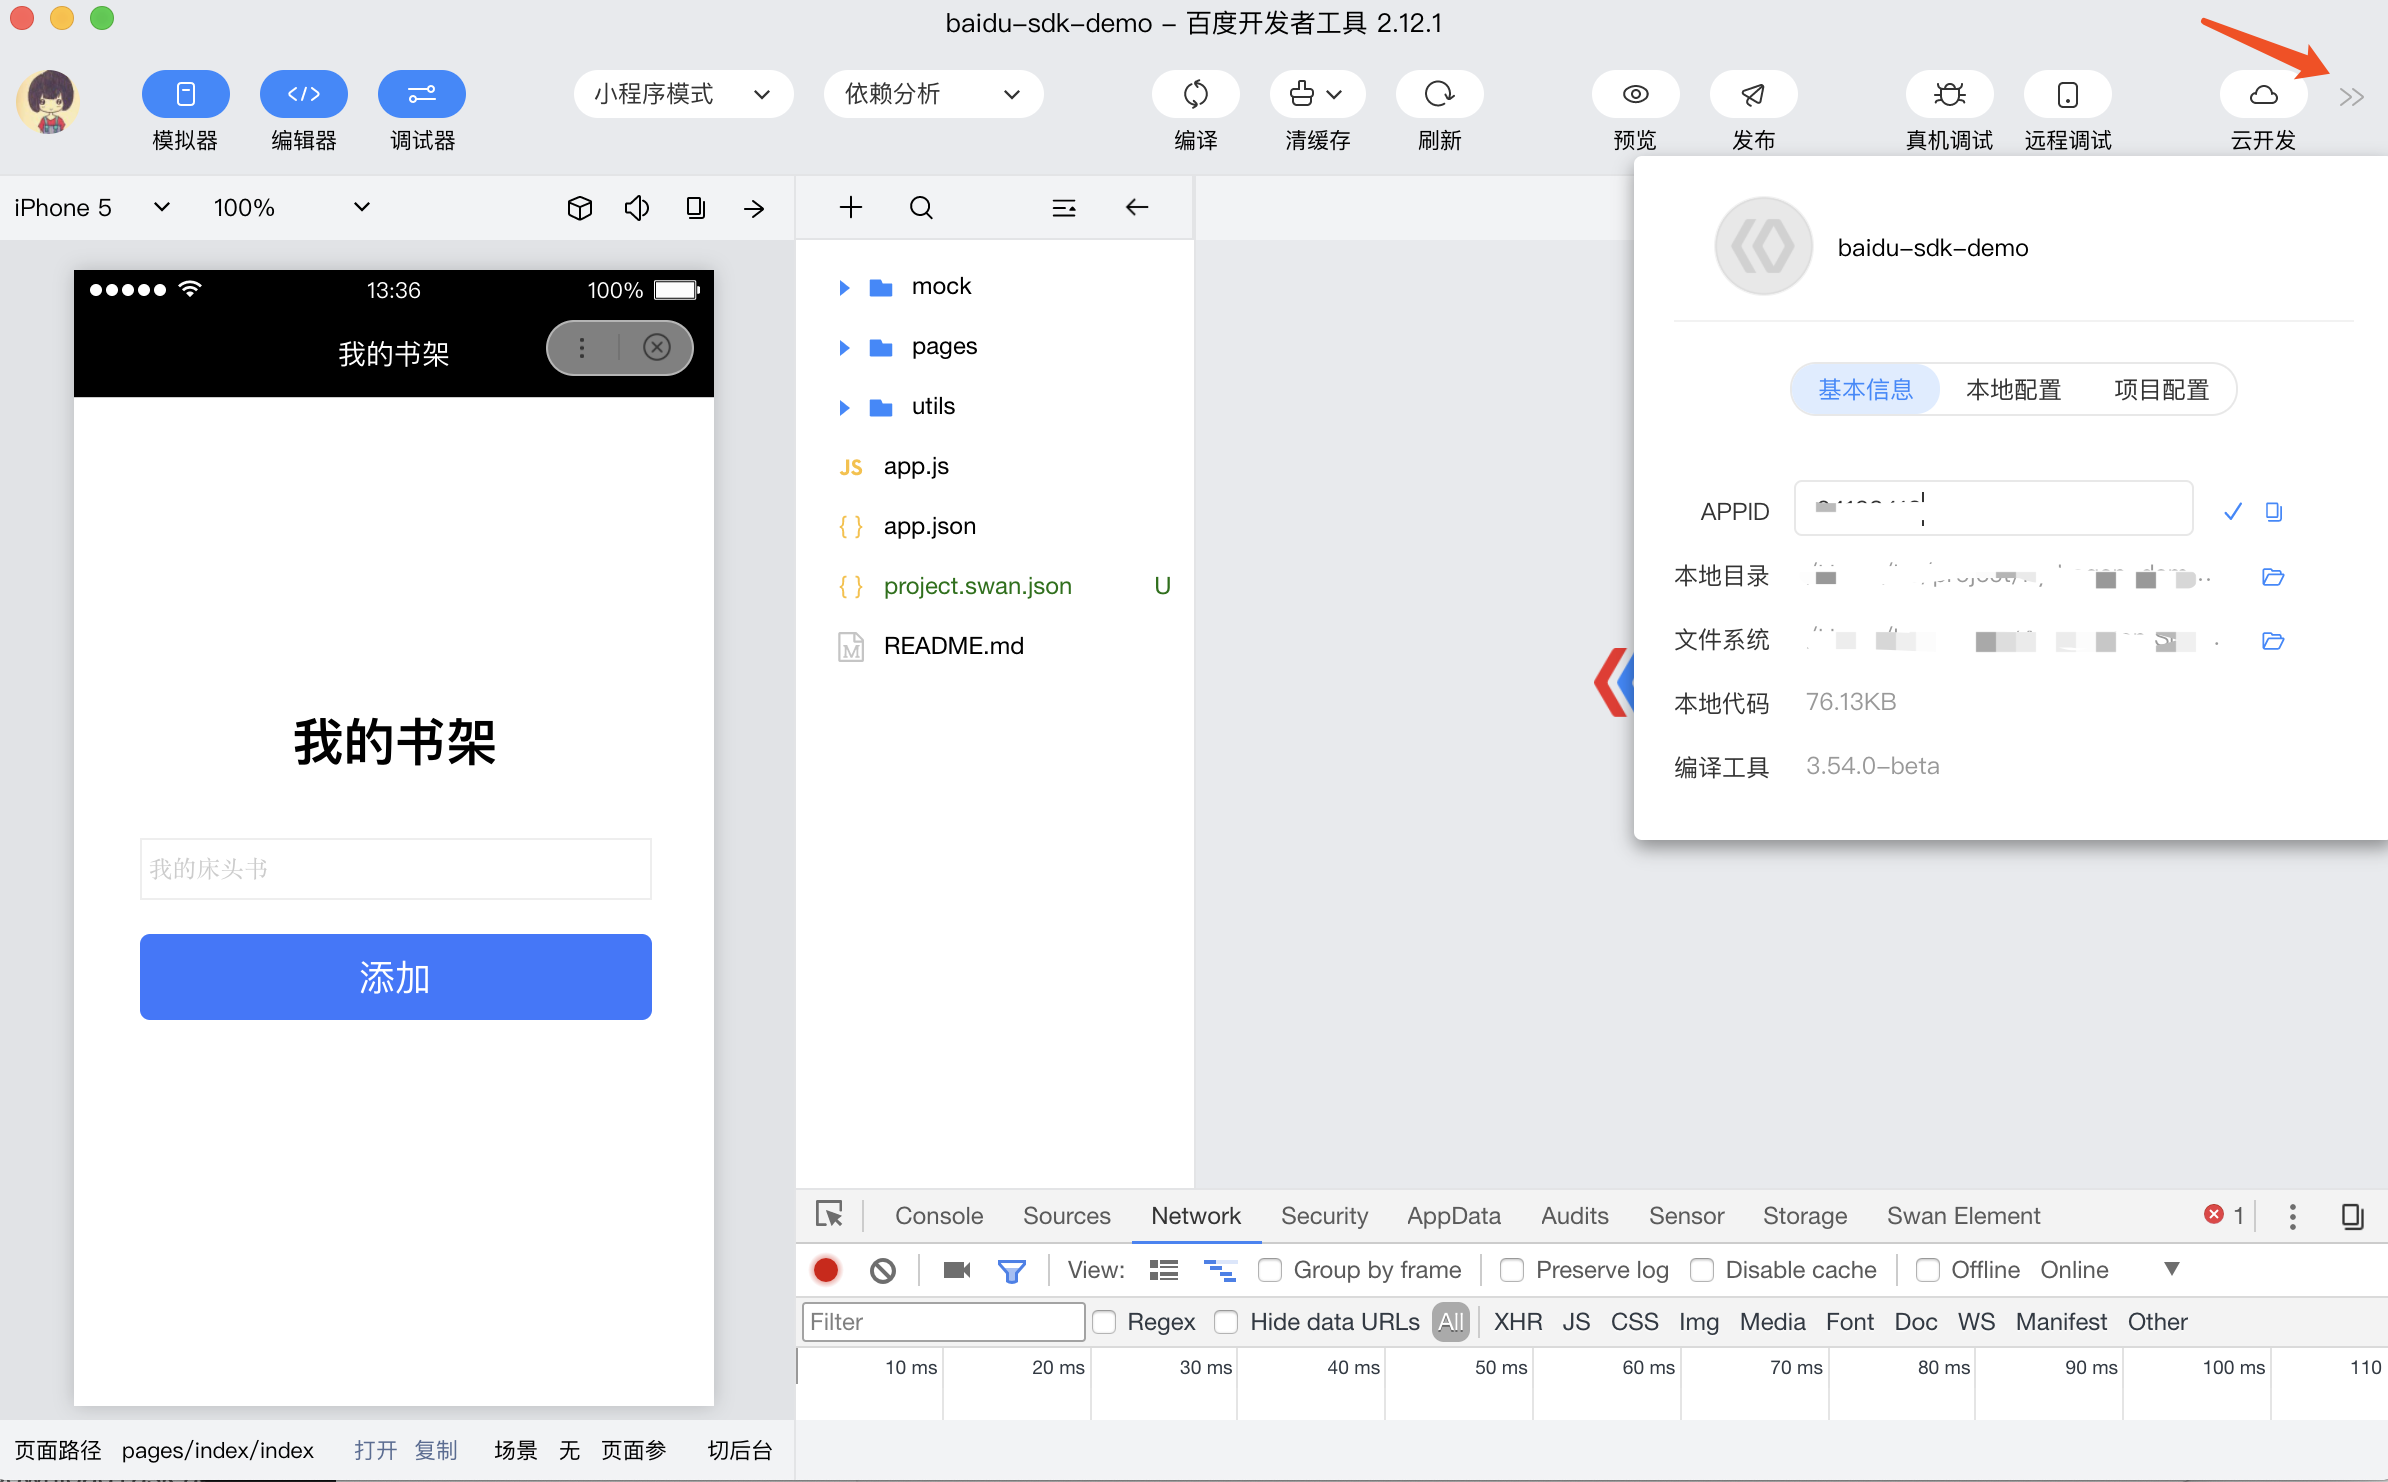 baidu-sdk-demo – 百度开发者工具 2.12.1
模拟器 编辑器 调试器 小程序模式 依赖分析 编译 清缓存 刷新 预览 发布 真机调试 远程调试 云开发
iPhone 5 100%
13:36 100%
我的书架
我的书架
我的床头书
添加
页面路径 pages/index/index 打开 复制 场景 无 页面参 切后台
mock
pages
utils
JS app.js
{ } app.json
{ } project.swan.json U
M README.md
baidu-sdk-demo
基本信息 本地配置 项目配置
APPID
本地目录
文件系统
本地代码 76.13KB
编译工具 3.54.0-beta
Console Sources Network Security AppData Audits Sensor Storage Swan Element 1
View: Group by frame Preserve log Disable cache Offline Online
Filter Regex Hide data URLs All XHR JS CSS Img Media Font Doc WS Manifest Other
10 ms 20 ms 30 ms 40 ms 50 ms 60 ms 70 ms 80 ms 90 ms 100 ms 110